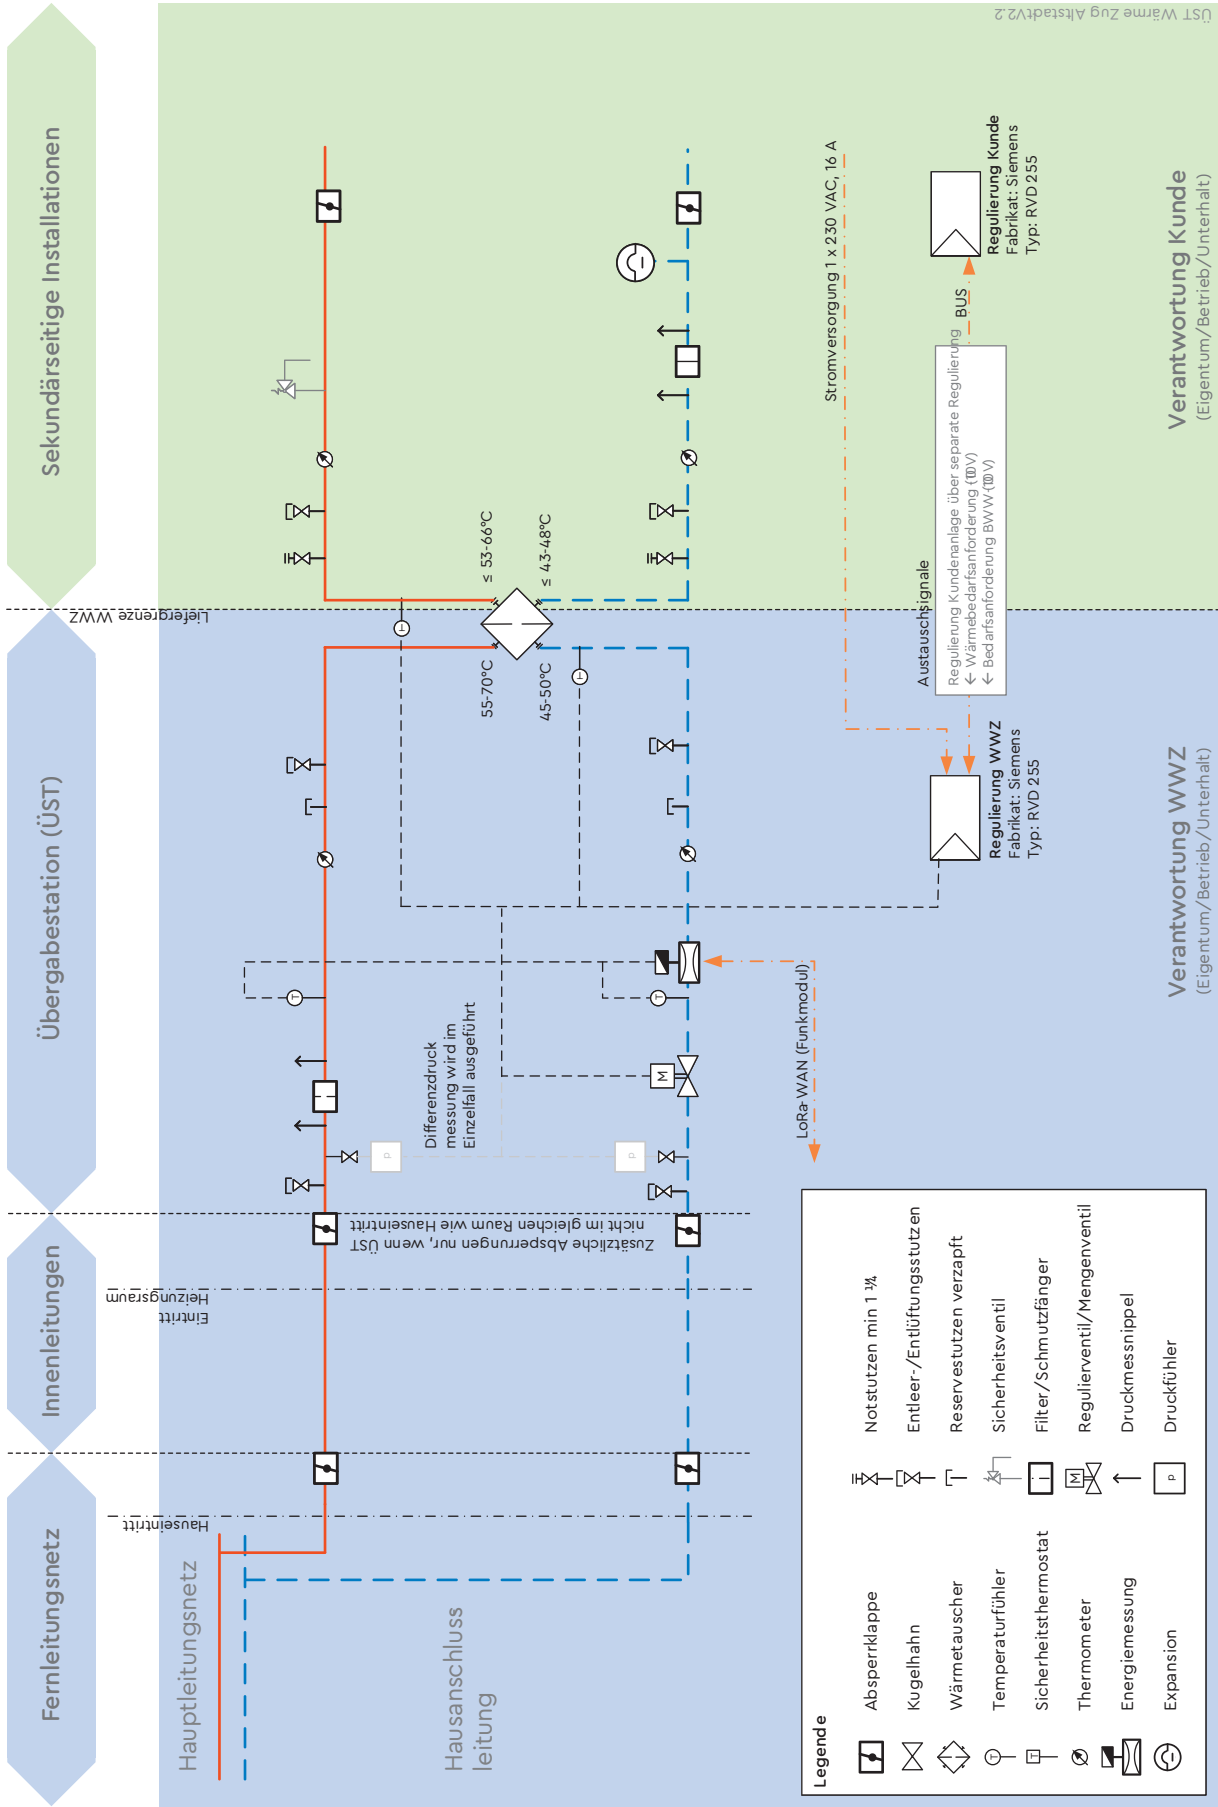 Fernleitungsnetz
Innenleitungen
Übergabestation (ÜST)
Sekundärseitige Installationen
Hauseintritt
Eintritt
Heizungsraum
Liefergrenze WWZ
Hauptleitungsnetz
Hausanschluss
leitung
Zusätzliche Absperrungen nur, wenn ÜST
nicht im gleichen Raum wie Hauseintritt
Differenzdruck
messung wird im
Einzelfall ausgeführt
p
p
T
T
T
T
M
55-70°C
≤ 53-66°C
45-50°C
≤ 43-48°C
LoRa-WAN (Funkmodul)
Stromversorgung 1 x 230 VAC, 16 A
Austauschsignale
Regulierung Kundenanlage über separate Regulierung
← Wärmebedarfsanforderung
← Bedarfsanforderung BWW
BUS
Regulierung WWZ
Fabrikat: Siemens
Typ: RVD 255
Regulierung Kunde
Fabrikat: Siemens
Typ: RVD 255
Verantwortung WWZ
(Eigentum/Betrieb/Unterhalt)
Verantwortung Kunde
(Eigentum/Betrieb/Unterhalt)
Legende
Absperrklappe
Kugelhahn
Wärmetauscher
T Temperaturfühler
T Sicherheitsthermostat
Thermometer
Energiemessung
Expansion
Notstutzen min 1 ¼
Entleer-/Entlüftungsstutzen
Reservestutzen verzapft
Sicherheitsventil
Filter/Schmutzfänger
M Regulierventil/Mengenventil
Druckmessnippel
p Druckfühler
ÜST Wärme Zug AltstadtV2.2